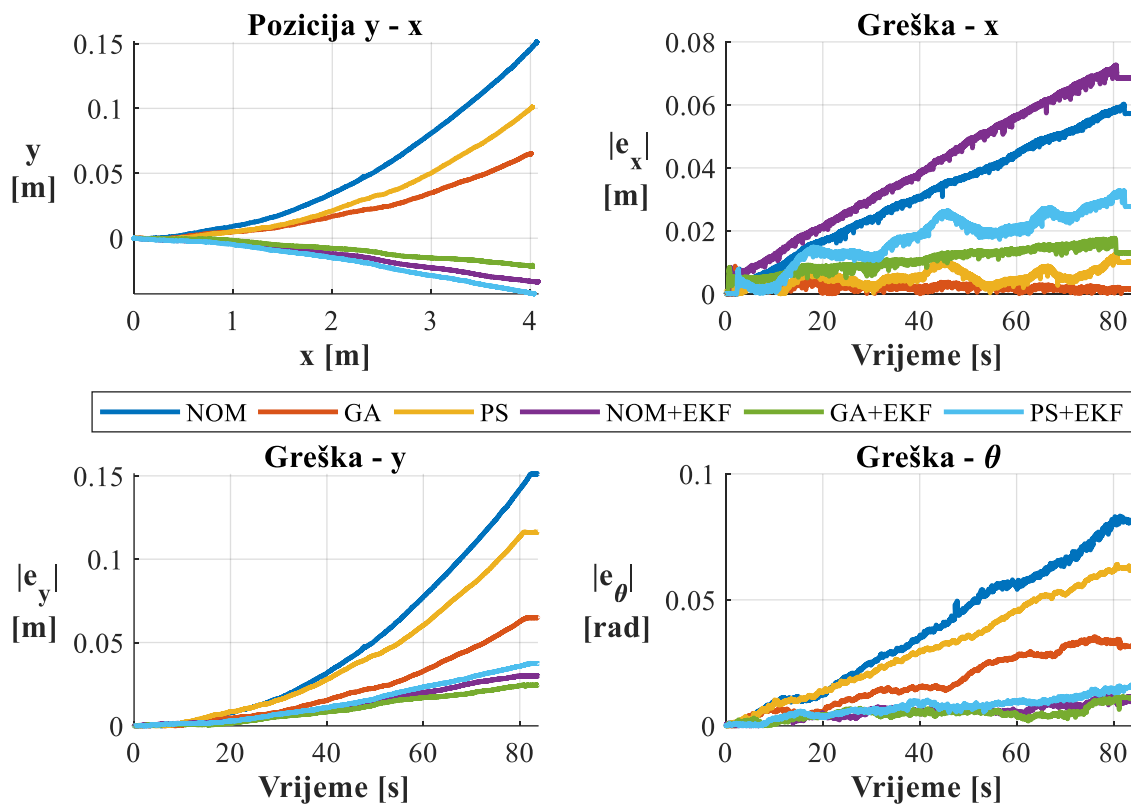 Pozicija y - x
0.15
0.1
0.05
0
y
[m]
0 1 2 3 4
x [m]
Greška - x
0.08
0.06
0.04
0.02
0
|e_x|
[m]
0 20 40 60 80
Vrijeme [s]
NOM GA PS NOM+EKF GA+EKF PS+EKF
Greška - y
0.15
0.1
0.05
0
|e_y|
[m]
0 20 40 60 80
Vrijeme [s]
Greška - θ
0.1
0.05
0
|e_θ|
[rad]
0 20 40 60 80
Vrijeme [s]